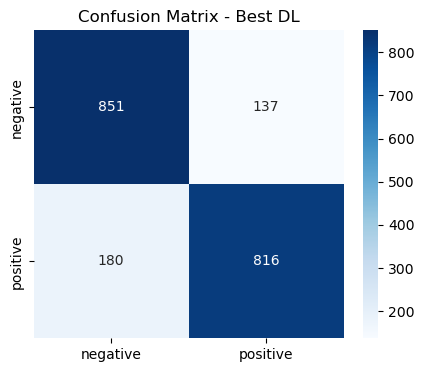 Confusion Matrix - Best DL
negative
851
137
positive
180
816
negative
positive
800
700
600
500
400
300
200